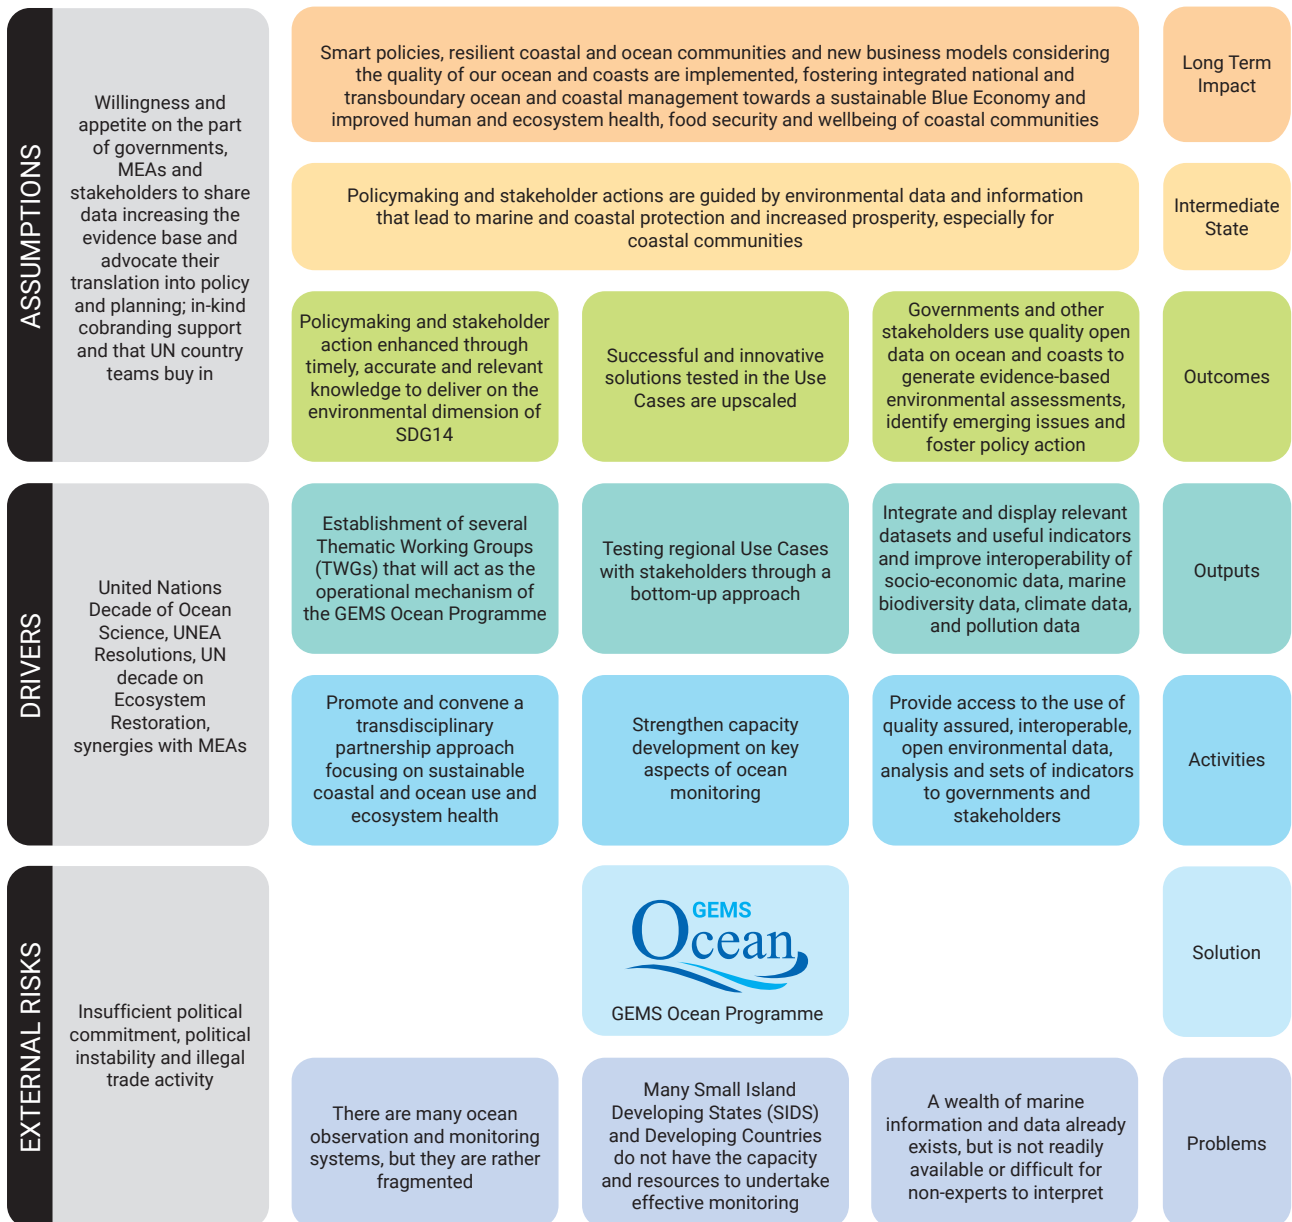 ASSUMPTIONS
Willingness and
appetite on the part
of governments,
MEAs and
stakeholders to share
data increasing the
evidence base and
advocate their
translation into policy
and planning; in-kind
cobranding support
and that UN country
teams buy in
Smart policies, resilient coastal and ocean communities and new business models considering
the quality of our ocean and coasts are implemented, fostering integrated national and
transboundary ocean and coastal management towards a sustainable Blue Economy and
improved human and ecosystem health, food security and wellbeing of coastal communities
Long Term
Impact
Policymaking and stakeholder actions are guided by environmental data and information
that lead to marine and coastal protection and increased prosperity, especially for
coastal communities
Intermediate
State
Policymaking and stakeholder
action enhanced through
timely, accurate and relevant
knowledge to deliver on the
environmental dimension of
SDG14
Successful and innovative
solutions tested in the Use
Cases are upscaled
Governments and other
stakeholders use quality open
data on ocean and coasts to
generate evidence-based
environmental assessments,
identify emerging issues and
foster policy action
Outcomes
DRIVERS
United Nations
Decade of Ocean
Science, UNEA
Resolutions, UN
decade on
Ecosystem
Restoration,
synergies with MEAs
Establishment of several
Thematic Working Groups
(TWGs) that will act as the
operational mechanism of
the GEMS Ocean Programme
Testing regional Use Cases
with stakeholders through a
bottom-up approach
Integrate and display relevant
datasets and useful indicators
and improve interoperability of
socio-economic data, marine
biodiversity data, climate data,
and pollution data
Outputs
Promote and convene a
transdisciplinary
partnership approach
focusing on sustainable
coastal and ocean use and
ecosystem health
Strengthen capacity
development on key
aspects of ocean
monitoring
Provide access to the use of
quality assured, interoperable,
open environmental data,
analysis and sets of indicators
to governments and
stakeholders
Activities
EXTERNAL RISKS
Insufficient political
commitment, political
instability and illegal
trade activity
GEMS
Ocean
GEMS Ocean Programme
Solution
There are many ocean
observation and monitoring
systems, but they are rather
fragmented
Many Small Island
Developing States (SIDS)
and Developing Countries
do not have the capacity
and resources to undertake
effective monitoring
A wealth of marine
information and data already
exists, but is not readily
available or difficult for
non-experts to interpret
Problems